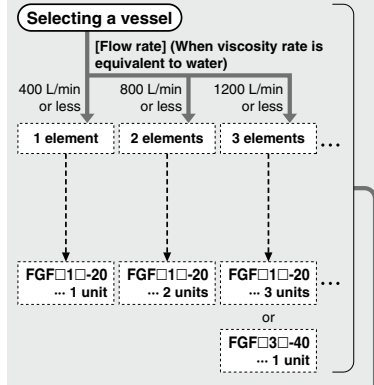 Selecting a vessel
[Flow rate] (When viscosity rate is
equivalent to water)
400 L/min
or less
800 L/min
or less
1200 L/min
or less
1 element
2 elements
3 elements
...
FGF□1□-20
··· 1 unit
FGF□1□-20
··· 2 units
FGF□1□-20
··· 3 units
...
or
FGF□3□-40
··· 1 unit